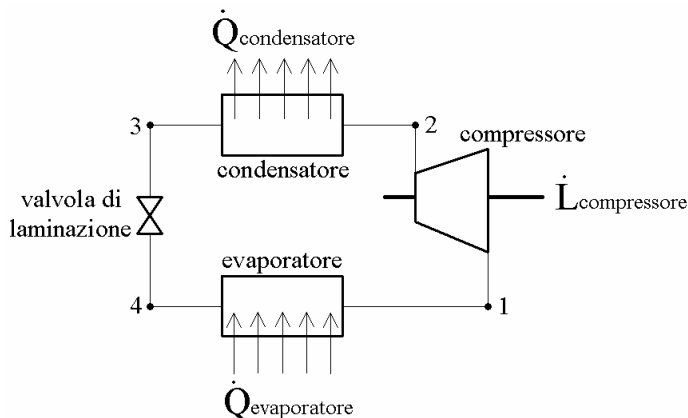 Q̇condensatore
3
2
compressore
condensatore
valvola di
laminazione
L̇compressore
evaporatore
4
1
Q̇evaporatore